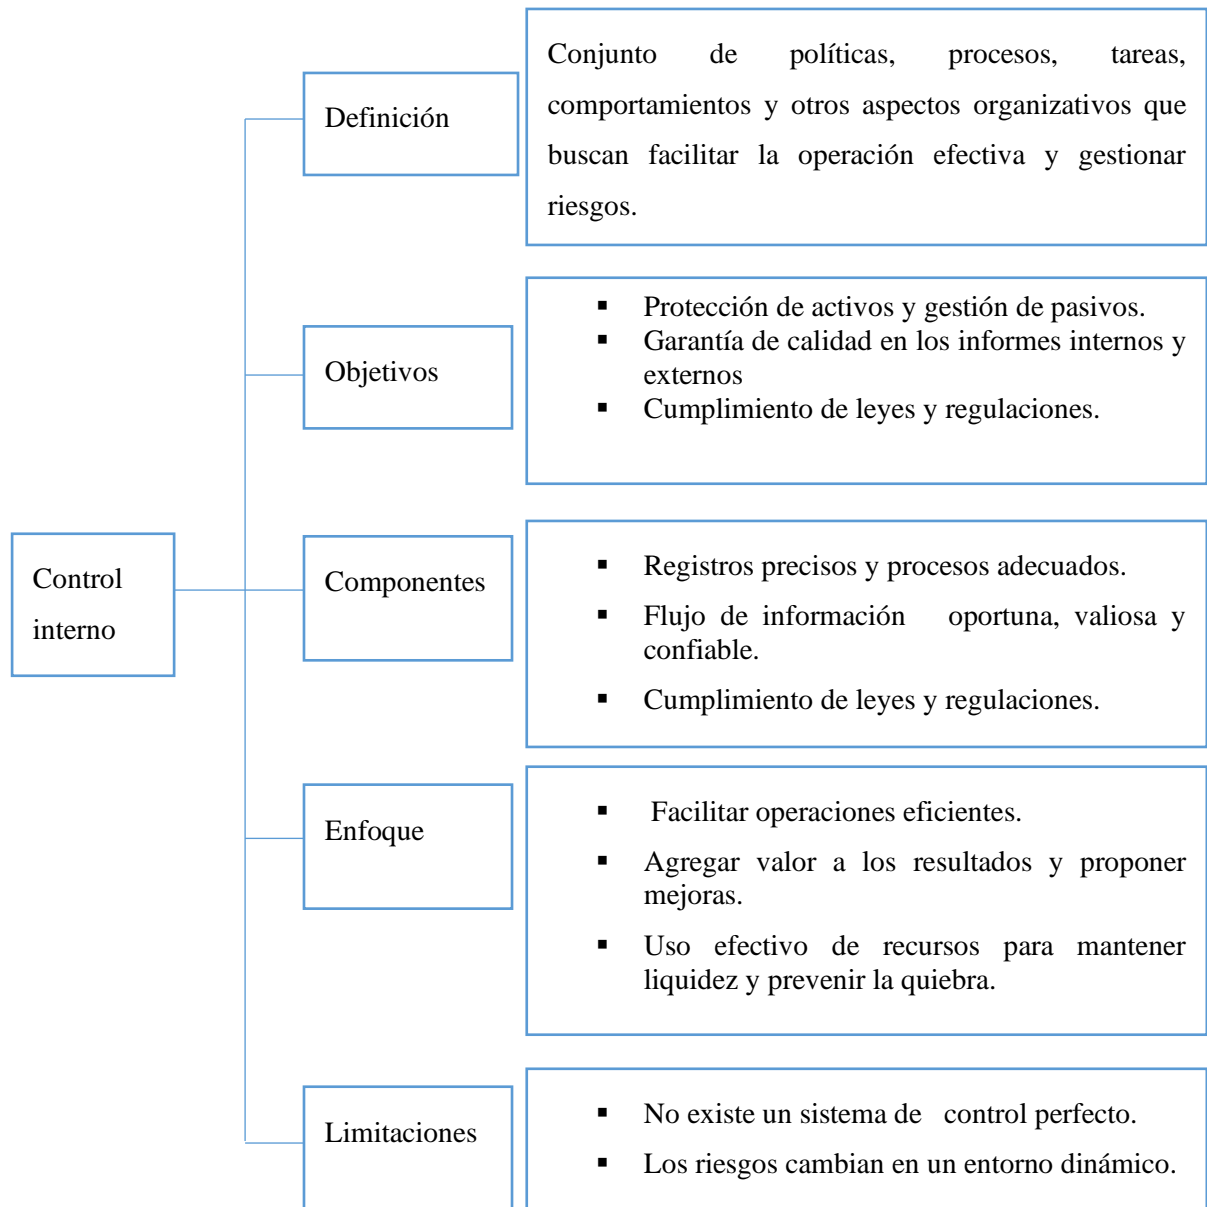 Control
interno
Definición
Conjunto de políticas, procesos, tareas,
comportamientos y otros aspectos organizativos que
buscan facilitar la operación efectiva y gestionar
riesgos.
Objetivos
▪ Protección de activos y gestión de pasivos.
▪ Garantía de calidad en los informes internos y
externos
▪ Cumplimiento de leyes y regulaciones.
Componentes
▪ Registros precisos y procesos adecuados.
▪ Flujo de información oportuna, valiosa y
confiable.
▪ Cumplimiento de leyes y regulaciones.
Enfoque
▪ Facilitar operaciones eficientes.
▪ Agregar valor a los resultados y proponer
mejoras.
▪ Uso efectivo de recursos para mantener
liquidez y prevenir la quiebra.
Limitaciones
▪ No existe un sistema de control perfecto.
▪ Los riesgos cambian en un entorno dinámico.